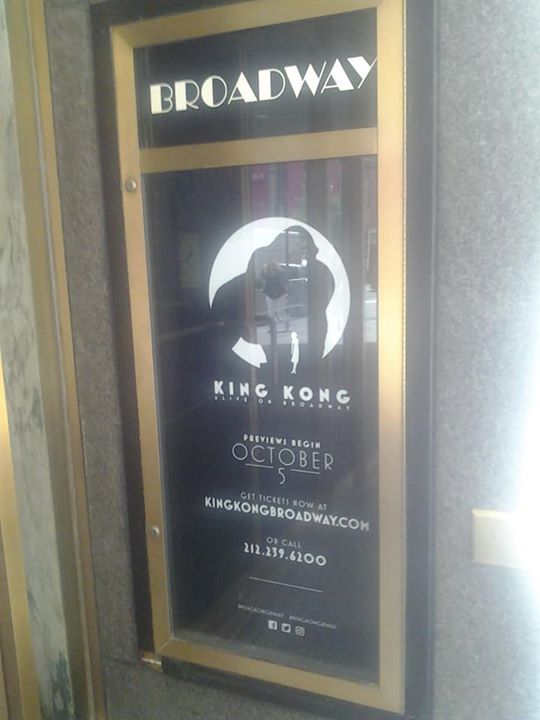 BROADWAY
KING KONG
ALIVE ON BROADWAY
PREVIEWS BEGIN
OCTOBER
5
GET TICKETS NOW AT
KINGKONGBROADWAY.COM
OR CALL
212.239.6200